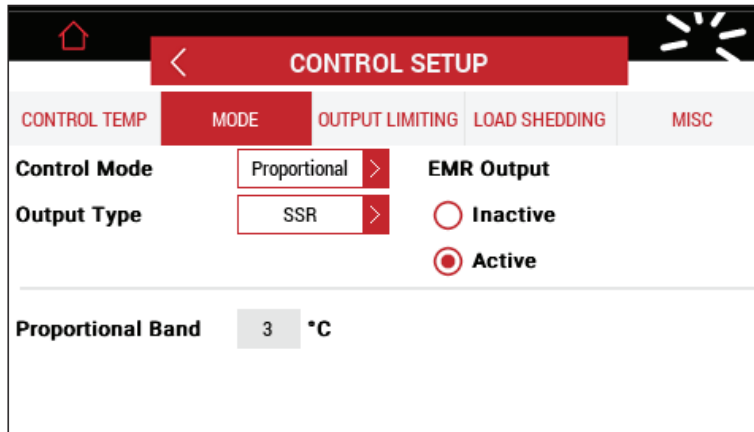 CONTROL SETUP
CONTROL TEMP MODE OUTPUT LIMITING LOAD SHEDDING MISC
Control Mode Proportional EMR Output
Output Type SSR Inactive
Active
Proportional Band 3 °C